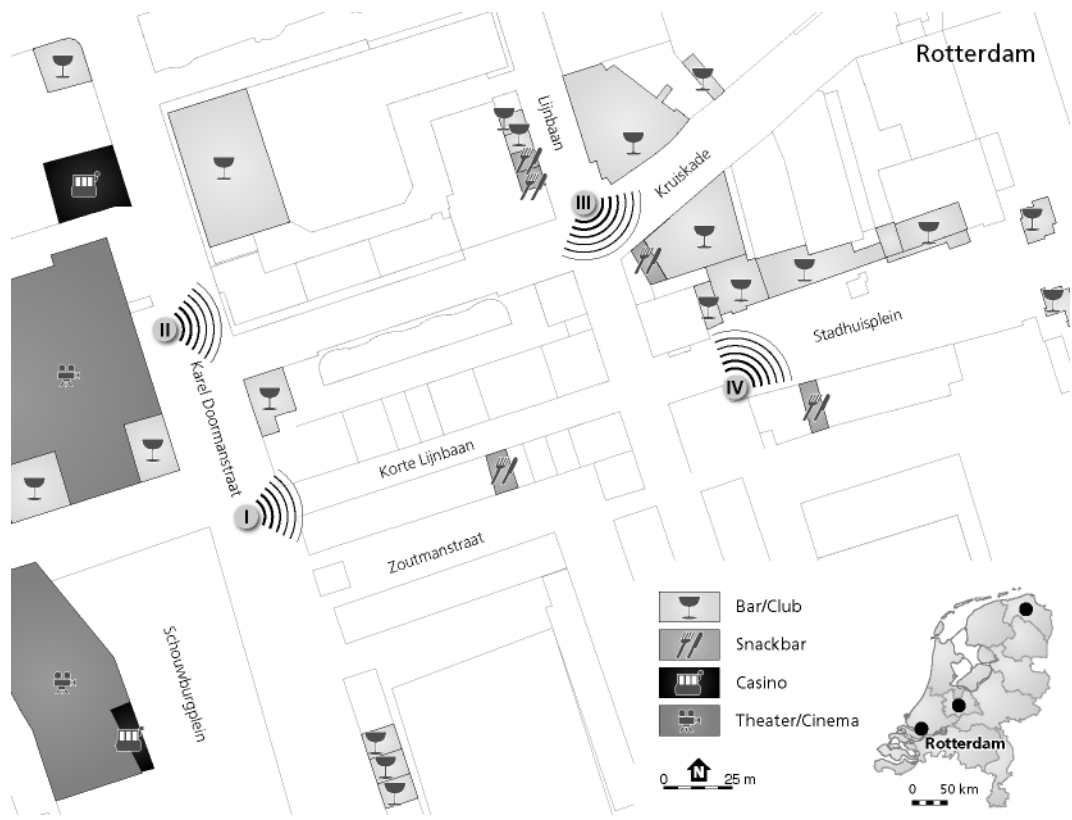 Rotterdam
Lijnbaan
Kruiskade
III
II
Stadhuisplein
IV
Karel Doormanstraat
Korte Lijnbaan
I
Zoutmanstraat
Schouwburgplein
Bar/Club
Snackbar
Casino
Theater/Cinema
N
0 25 m
Rotterdam
0 50 km